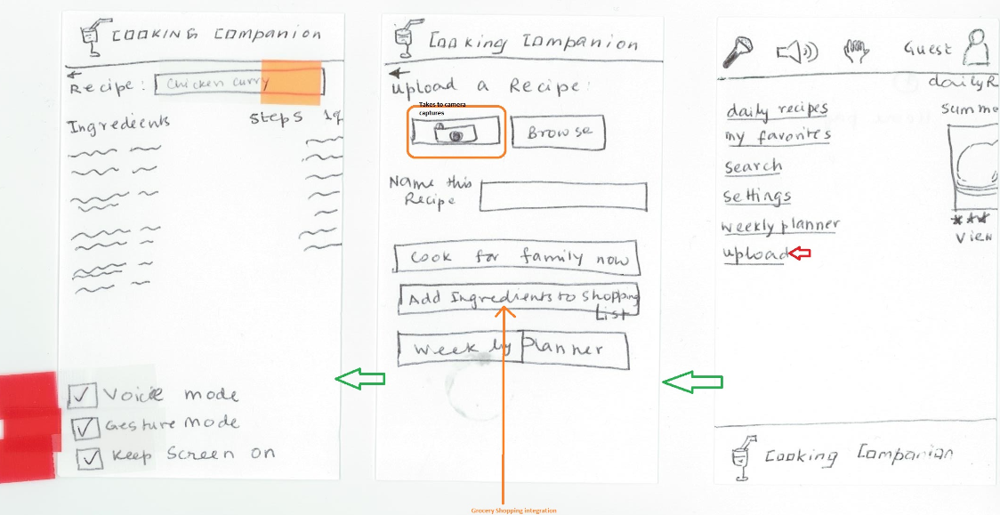 COOKING Companion
Recipe: Chicken curry
Ingredients
Steps
Voice mode
Gesture mode
Keep Screen on
Cooking Companion
Upload a Recipe:
Takes to camera
captures
Browse
Name this
Recipe
Cook for family now
Add Ingredients to Shopping
List
Weekly Planner
Grocery Shopping integration
Guest
dailyR
daily recipes
my favorites
Search
Settings
weekly planner
upload
summe
View
Cooking Companion